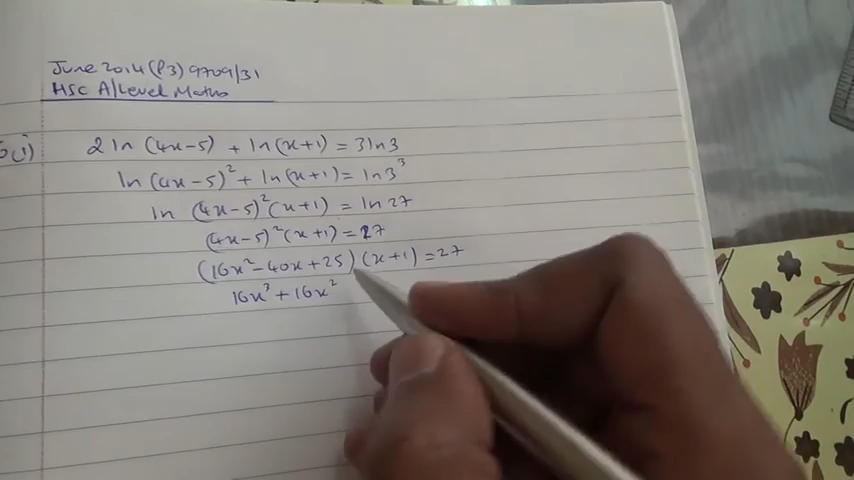 June 2014 (P3) 9709/31
HSC A/Level Maths
(i) 2 ln (4x-5) + ln (x+1) = 3 ln 3
ln (4x-5)² + ln (x+1) = ln 3³
ln (4x-5)² (x+1) = ln 27
(4x-5)² (x+1) = 27
(16x² - 40x + 25) (x+1) = 27
16x³ + 16x²